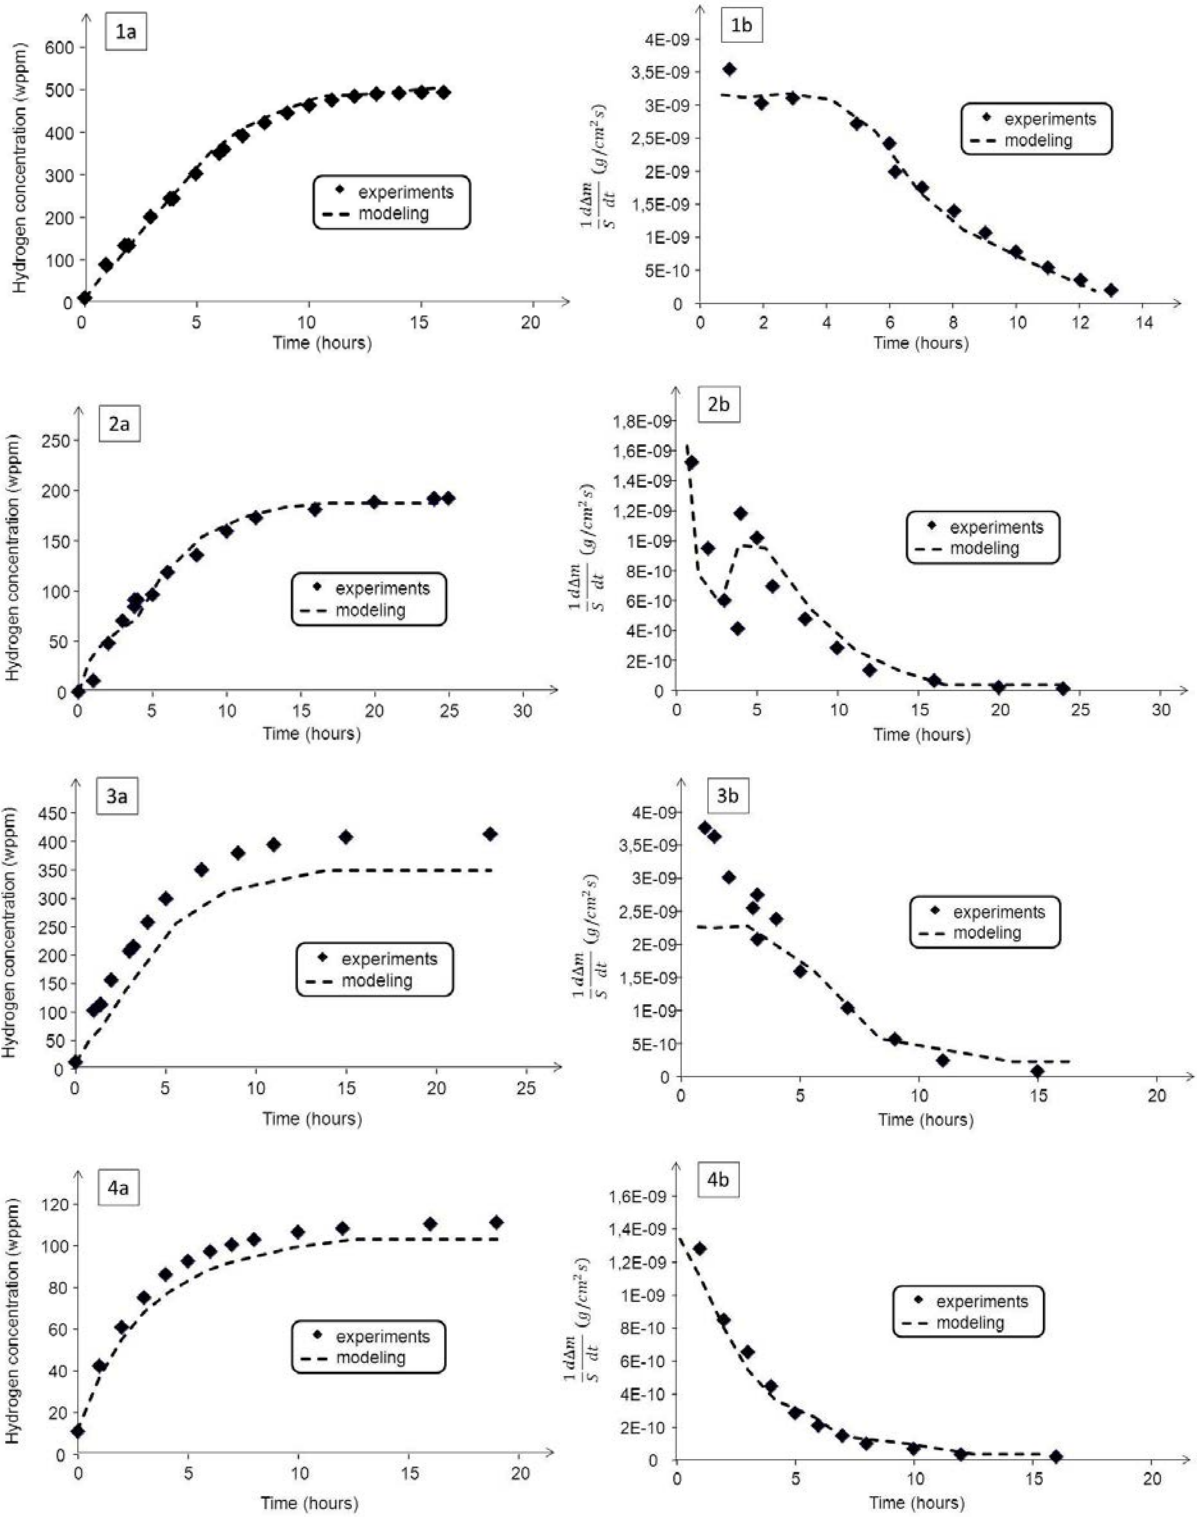 1a
Hydrogen concentration (wppm)
600
500
400
300
200
100
0
0 5 10 15 20
Time (hours)
experiments
modeling
1b
1/S dΔm/dt (g/cm² s)
4E-09
3,5E-09
3E-09
2,5E-09
2E-09
1,5E-09
1E-09
5E-10
0
0 2 4 6 8 10 12 14
Time (hours)
experiments
modeling
2a
Hydrogen concentration (wppm)
250
200
150
100
50
0
0 5 10 15 20 25 30
Time (hours)
experiments
modeling
2b
1/S dΔm/dt (g/cm² s)
1,8E-09
1,6E-09
1,4E-09
1,2E-09
1E-09
8E-10
6E-10
4E-10
2E-10
0
0 5 10 15 20 25 30
Time (hours)
experiments
modeling
3a
Hydrogen concentration (wppm)
450
400
350
300
250
200
150
100
50
0
0 5 10 15 20 25
Time (hours)
experiments
modeling
3b
1/S dΔm/dt (g/cm² s)
4E-09
3,5E-09
3E-09
2,5E-09
2E-09
1,5E-09
1E-09
5E-10
0
0 5 10 15 20
Time (hours)
experiments
modeling
4a
Hydrogen concentration (wppm)
120
100
80
60
40
20
0
0 5 10 15 20
Time (hours)
experiments
modeling
4b
1/S dΔm/dt (g/cm² s)
1,6E-09
1,4E-09
1,2E-09
1E-09
8E-10
6E-10
4E-10
2E-10
0
0 5 10 15 20
Time (hours)
experiments
modeling